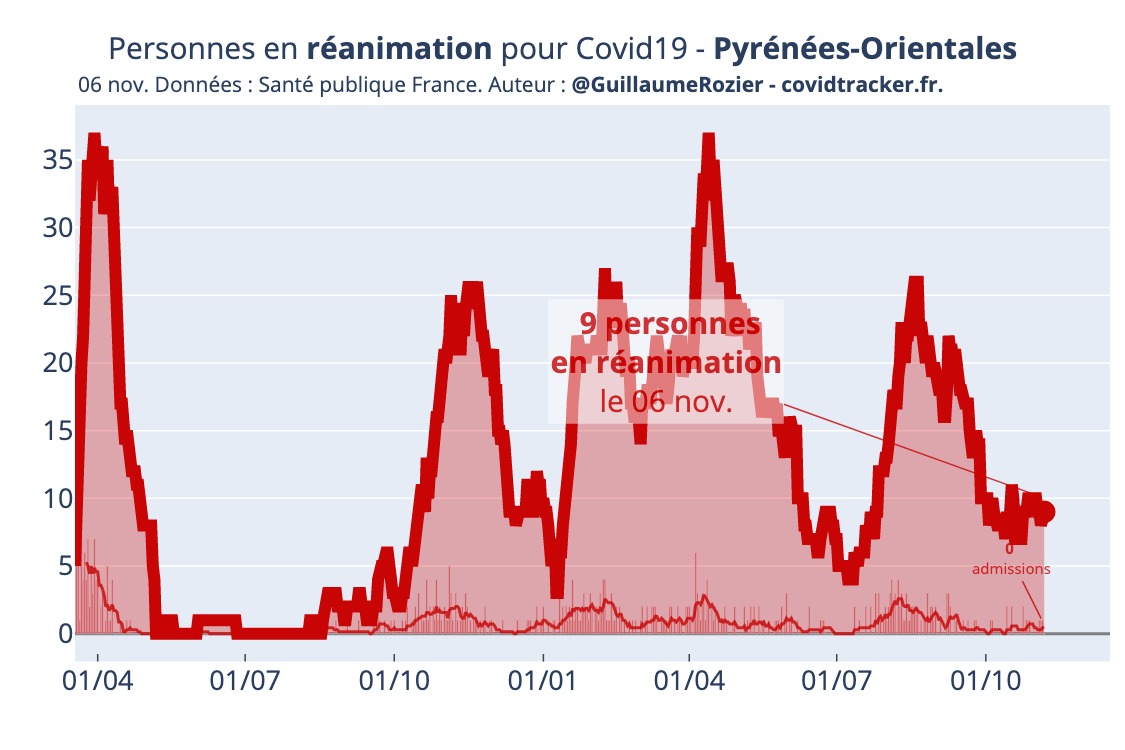 Personnes en réanimation pour Covid19 - Pyrénées-Orientales
06 nov. Données : Santé publique France. Auteur : @GuillaumeRozier - covidtracker.fr.
35
30
25
20
15
10
5
0
9 personnes
en réanimation
le 06 nov.
0
admissions
01/04 01/07 01/10 01/01 01/04 01/07 01/10